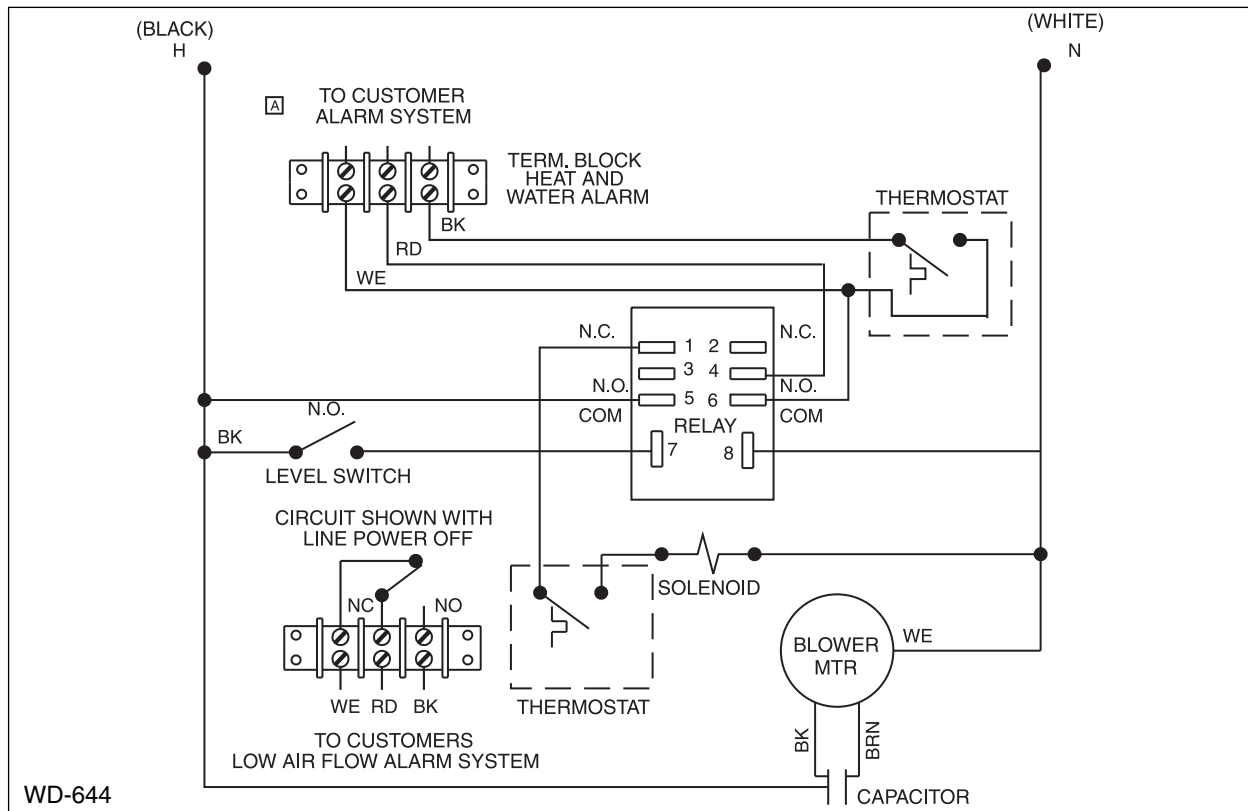 (BLACK)
H
(WHITE)
N
A
TO CUSTOMER
ALARM SYSTEM
TERM. BLOCK
HEAT AND
WATER ALARM
THERMOSTAT
BK
RD
WE
N.C. 1 2 N.C.
3 4
N.O. N.O.
5 6
COM COM
RELAY
7 8
N.O.
BK
LEVEL SWITCH
CIRCUIT SHOWN WITH
LINE POWER OFF
NC NO
WE RD BK
TO CUSTOMERS
LOW AIR FLOW ALARM SYSTEM
SOLENOID
THERMOSTAT
BLOWER
MTR
WE
BK BRN
CAPACITOR
WD-644